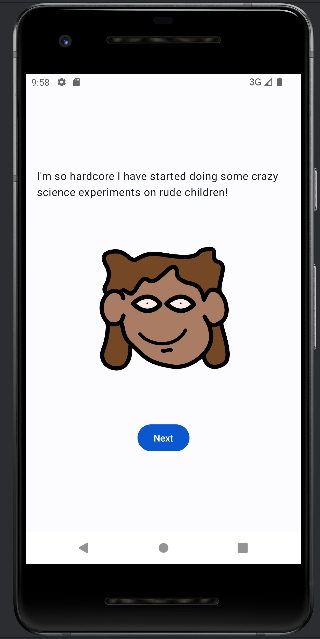 9:58
3G
I'm so hardcore I have started doing some crazy
science experiments on rude children!
Next